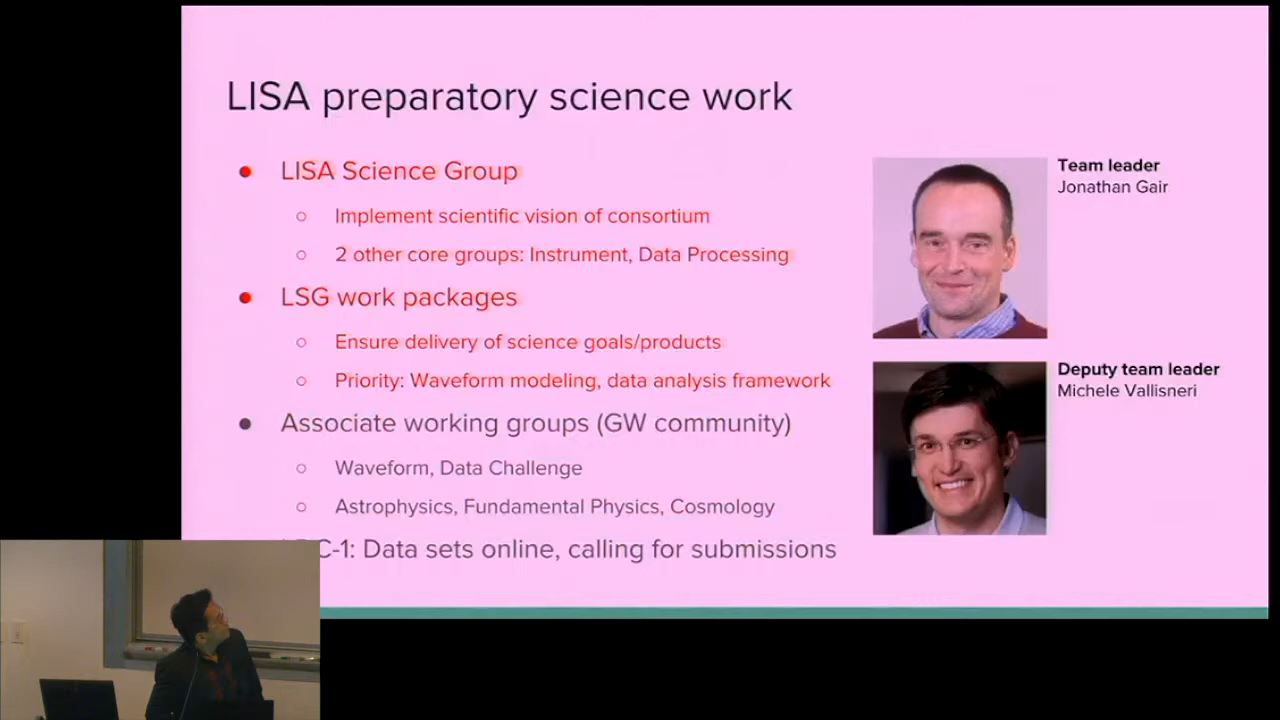 LISA preparatory science work
LISA Science Group
Implement scientific vision of consortium
2 other core groups: Instrument, Data Processing
LSG work packages
Ensure delivery of science goals/products
Priority: Waveform modeling, data analysis framework
Associate working groups (GW community)
Waveform, Data Challenge
Astrophysics, Fundamental Physics, Cosmology
Data sets online, calling for submissions
Team leader
Jonathan Gair
Deputy team leader
Michele Vallisneri